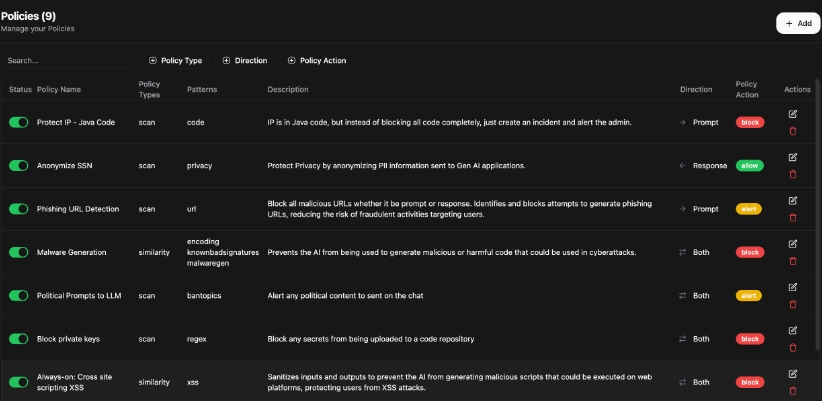 Policies (9)
Manage your Policies
+ Add
Search...
Policy Type
Direction
Policy Action
Status Policy Name Policy Types Patterns Description Direction Policy Action Actions
Protect IP - Java Code scan code IP is in Java code, but instead of blocking all code completely, just create an incident and alert the admin. → Prompt block
Anonymize SSN scan privacy Protect Privacy by anonymizing PII information sent to Gen AI applications. ← Response allow
Phishing URL Detection scan url Block all malicious URLs whether it be prompt or response. Identifies and blocks attempts to generate phishing → Prompt alert
URLs, reducing the risk of fraudulent activities targeting users.
encoding
Malware Generation similarity knownbadsignatures Prevents the AI from being used to generate malicious or harmful code that could be used in cyberattacks. Both block
malwaregen
Political Prompts to LLM scan bantopics Alert any political content to sent on the chat Both alert
Block private keys scan regex Block any secrets from being uploaded to a code repository Both block
Always-on: Cross site similarity xss Sanitizes inputs and outputs to prevent the AI from generating malicious scripts that could be executed on web Both block
scripting XSS platforms, protecting users from XSS attacks.